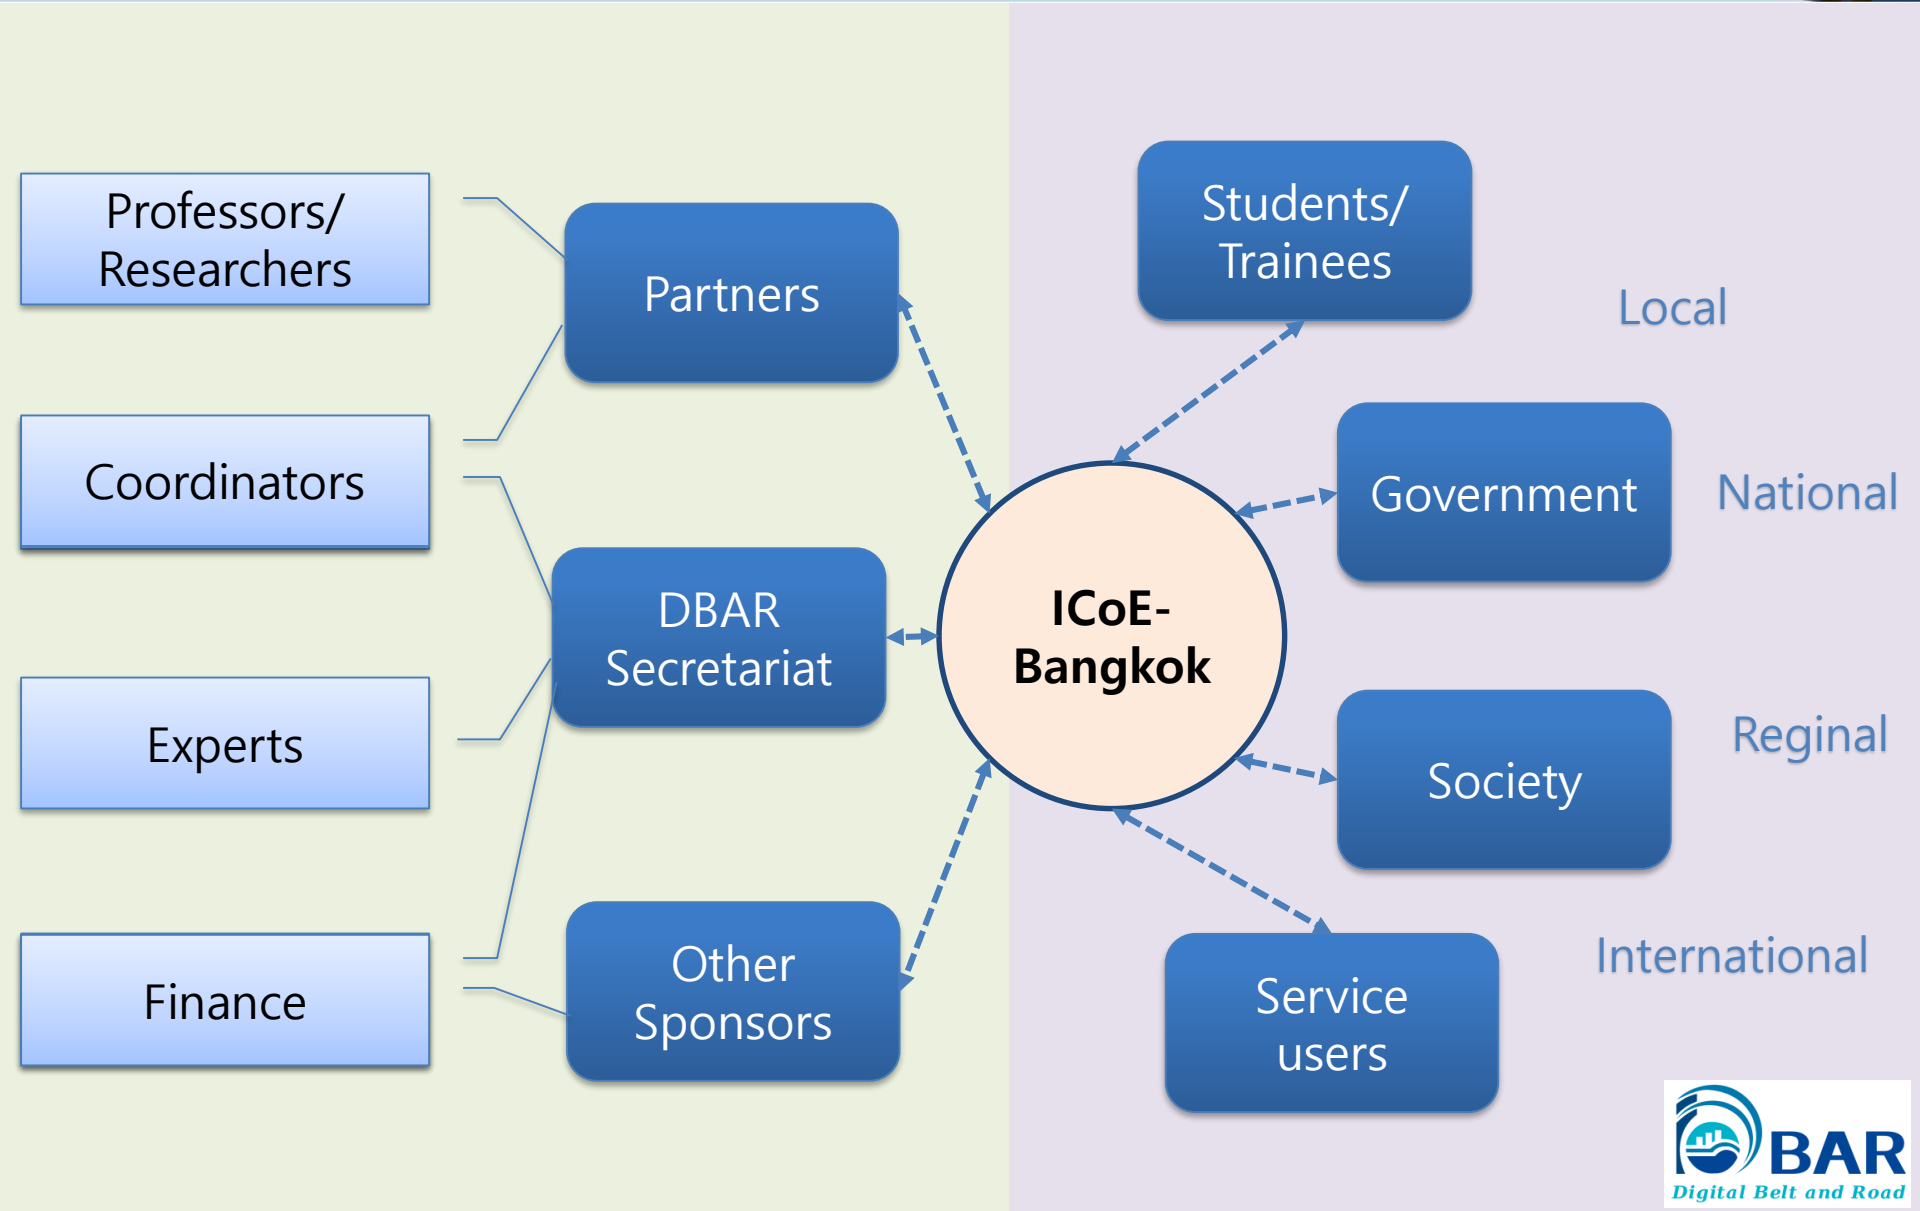 Professors/
Researchers
Coordinators
Experts
Finance
Partners
DBAR
Secretariat
Other
Sponsors
ICoE-
Bangkok
Students/
Trainees
Government
Society
Service
users
Local
National
Reginal
International
BAR
Digital Belt and Road